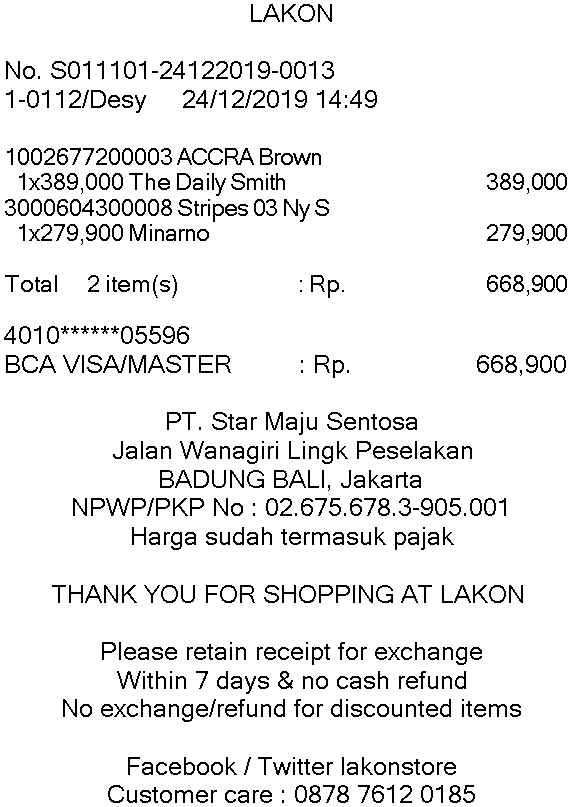 LAKON
No. S011101-24122019-0013
1-0112/Desy 24/12/2019 14:49
1002677200003 ACCRA Brown
1x389,000 The Daily Smith 389,000
3000604300008 Stripes 03 Ny S
1x279,900 Minarno 279,900
Total 2 item(s) : Rp. 668,900
4010******05596
BCA VISA/MASTER : Rp. 668,900
PT. Star Maju Sentosa
Jalan Wanagiri Lingk Peselakan
BADUNG BALI, Jakarta
NPWP/PKP No : 02.675.678.3-905.001
Harga sudah termasuk pajak
THANK YOU FOR SHOPPING AT LAKON
Please retain receipt for exchange
Within 7 days & no cash refund
No exchange/refund for discounted items
Facebook / Twitter lakonstore
Customer care : 0878 7612 0185